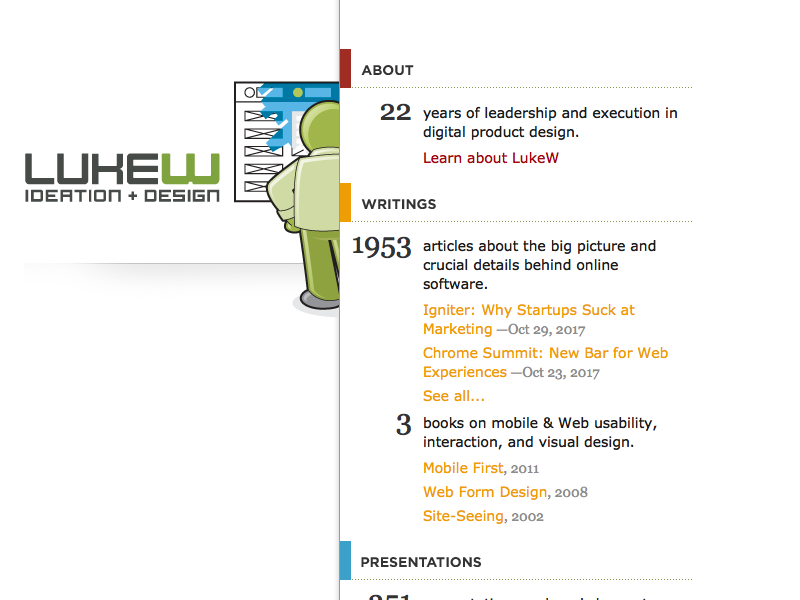 LUKEW
IDEATION + DESIGN
ABOUT
22 years of leadership and execution in
digital product design.
Learn about LukeW
WRITINGS
1953 articles about the big picture and
crucial details behind online
software.
Igniter: Why Startups Suck at
Marketing —Oct 29, 2017
Chrome Summit: New Bar for Web
Experiences —Oct 23, 2017
See all...
3 books on mobile & Web usability,
interaction, and visual design.
Mobile First, 2011
Web Form Design, 2008
Site-Seeing, 2002
PRESENTATIONS